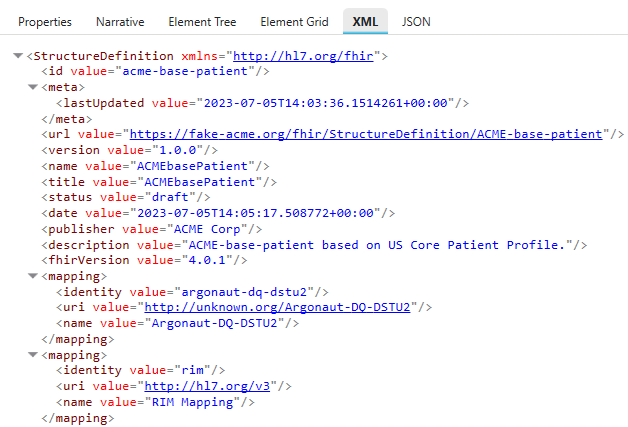 Properties Narrative Element Tree Element Grid XML JSON
<StructureDefinition xmlns="http://hl7.org/fhir">
<id value="acme-base-patient"/>
<meta>
<lastUpdated value="2023-07-05T14:03:36.1514261+00:00"/>
</meta>
<url value="https://fake-acme.org/fhir/StructureDefinition/ACME-base-patient"/>
<version value="1.0.0"/>
<name value="ACMEbasePatient"/>
<title value="ACMEbasePatient"/>
<status value="draft"/>
<date value="2023-07-05T14:05:17.508772+00:00"/>
<publisher value="ACME Corp"/>
<description value="ACME-base-patient based on US Core Patient Profile."/>
<fhirVersion value="4.0.1"/>
<mapping>
<identity value="argonaut-dq-dstu2"/>
<uri value="http://unknown.org/Argonaut-DQ-DSTU2"/>
<name value="Argonaut-DQ-DSTU2"/>
</mapping>
<mapping>
<identity value="rim"/>
<uri value="http://hl7.org/v3"/>
<name value="RIM Mapping"/>
</mapping>